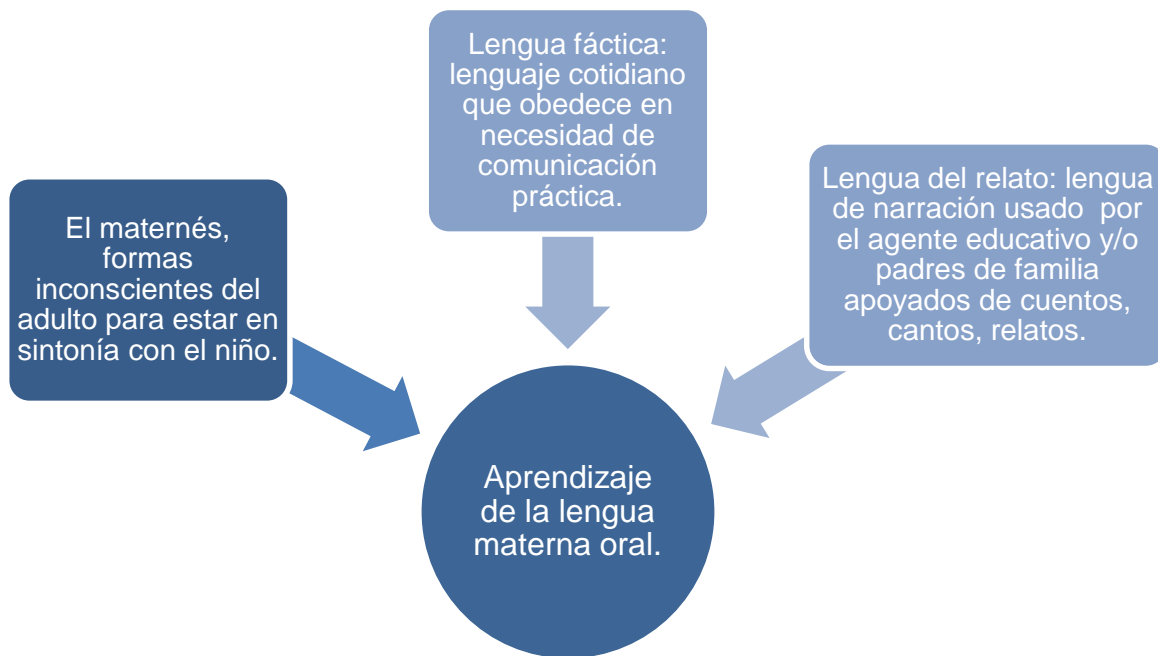 El maternés,
formas
inconscientes del
adulto para estar en
sintonía con el niño.
Lengua fáctica:
lenguaje cotidiano
que obedece en
necesidad de
comunicación
práctica.
Lengua del relato: lengua
de narración usado por
el agente educativo y/o
padres de familia
apoyados de cuentos,
cantos, relatos.
Aprendizaje
de la lengua
materna oral.